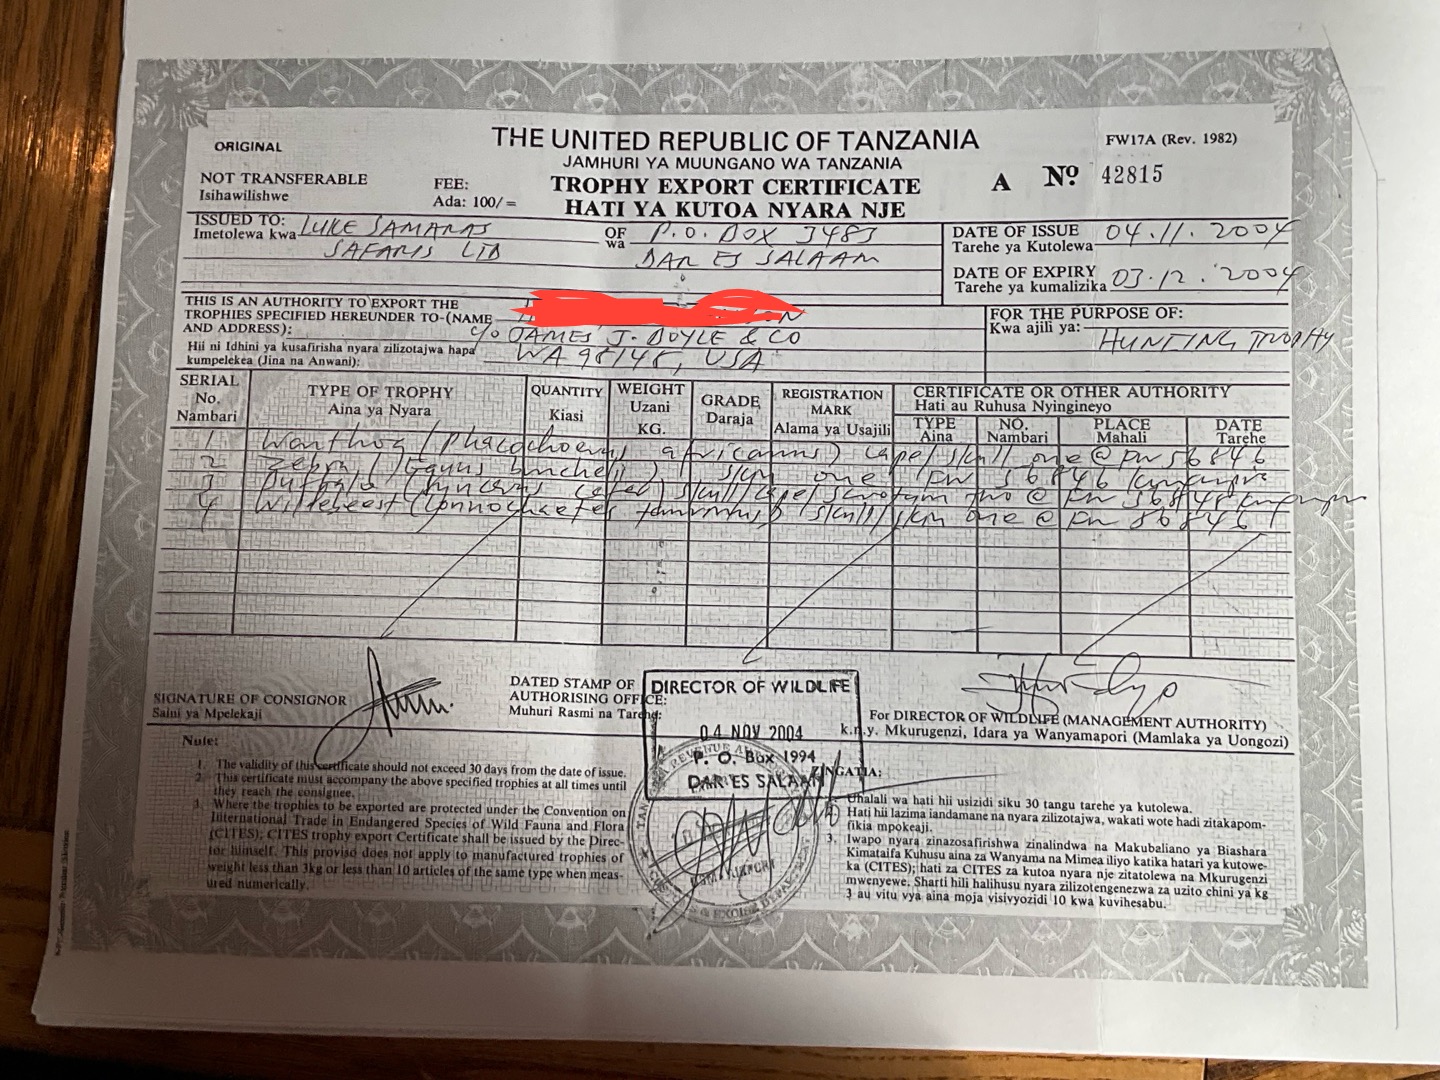 ORIGINAL
THE UNITED REPUBLIC OF TANZANIA
FW17A (Rev. 1982)
JAMHURI YA MUUNGANO WA TANZANIA
NOT TRANSFERABLE
Isihawilishwe
FEE:
Ada: 100/=
TROPHY EXPORT CERTIFICATE
HATI YA KUTOA NYARA NJE
A No 42815
ISSUED TO: LUKE SAMARAS
Imetolewa kwa
SAFARIS LTD
OF P.O. BOX 3483
wa
DAR ES SALAAM
DATE OF ISSUE 04.11.2004
Tarehe ya Kutolewa
DATE OF EXPIRY 03.12.2004
Tarehe ya kumalizika
THIS IS AN AUTHORITY TO EXPORT THE
TROPHIES SPECIFIED HEREUNDER TO-(NAME
AND ADDRESS): c/o JAMES J. BOYLE & CO
Hii ni Idhini ya kusafirisha nyara zilizotajwa hapa
kumpelekea (Jina na Anwani): WA 98148, USA
FOR THE PURPOSE OF:
Kwa ajili ya: HUNTING TROPHY
SERIAL
No.
Nambari
TYPE OF TROPHY
Aina ya Nyara
QUANTITY
Kiasi
WEIGHT
Uzani
KG.
GRADE
Daraja
REGISTRATION
MARK
Alama ya Usajili
CERTIFICATE OR OTHER AUTHORITY
Hati au Ruhusa Nyingineyo
TYPE
Aina
NO.
Nambari
PLACE
Mahali
DATE
Tarehe
1 Warthog (Phacochoerus africanus) cape/skull one @ FW 56846
2 Zebra (Equus burchelli) skin one FW 56846
3 Buffalo (Syncerus caffer) skull/cape/scrotum two @ FW 56846
4 Wildebeest (Connochaetes taurinus) skull/skin one @ FW 56846
SIGNATURE OF CONSIGNOR
Saini ya Mpelekaji
DATED STAMP OF
AUTHORISING OFFICE:
Muhuri Rasmi na Tarehe:
DIRECTOR OF WILDLIFE
04 NOV 2004
P. O. Box 1994
DAR ES SALAAM
For DIRECTOR OF WILDLIFE (MANAGEMENT AUTHORITY)
k.n.y. Mkurugenzi, Idara ya Wanyamapori (Mamlaka ya Uongozi)
Note:
1. The validity of this certificate should not exceed 30 days from the date of issue.
2. This certificate must accompany the above specified trophies at all times until
they reach the consignee.
3. Where the trophies to be exported are protected under the Convention on
International Trade in Endangered Species of Wild Fauna and Flora
(CITES); CITES trophy export Certificate shall be issued by the Direc-
tor himself. This proviso does not apply to manufactured trophies of
weight less than 3kg or less than 10 articles of the same type when meas-
ured numerically.
ZINGATIA:
Uhalali wa hati hii usizidi siku 30 tangu tarehe ya kutolewa.
Hati hii lazima iandamane na nyara zilizotajwa, wakati wote hadi zitakapom-
fikia mpokeaji.
3. Iwapo nyara zinazosafirishwa zinalindwa na Makubaliano ya Biashara
Kimataifa Kuhusu aina za Wanyama na Mimea iliyo katika hatari ya kutowe-
ka (CITES); hati za CITES za kutoa nyara nje zitatolewa na Mkurugenzi
mwenyewe. Sharti hili halihusu nyara zilizotengenezwa za uzito chini ya kg
3 au vitu vya aina moja visivyozidi 10 kwa kuvihesabu.